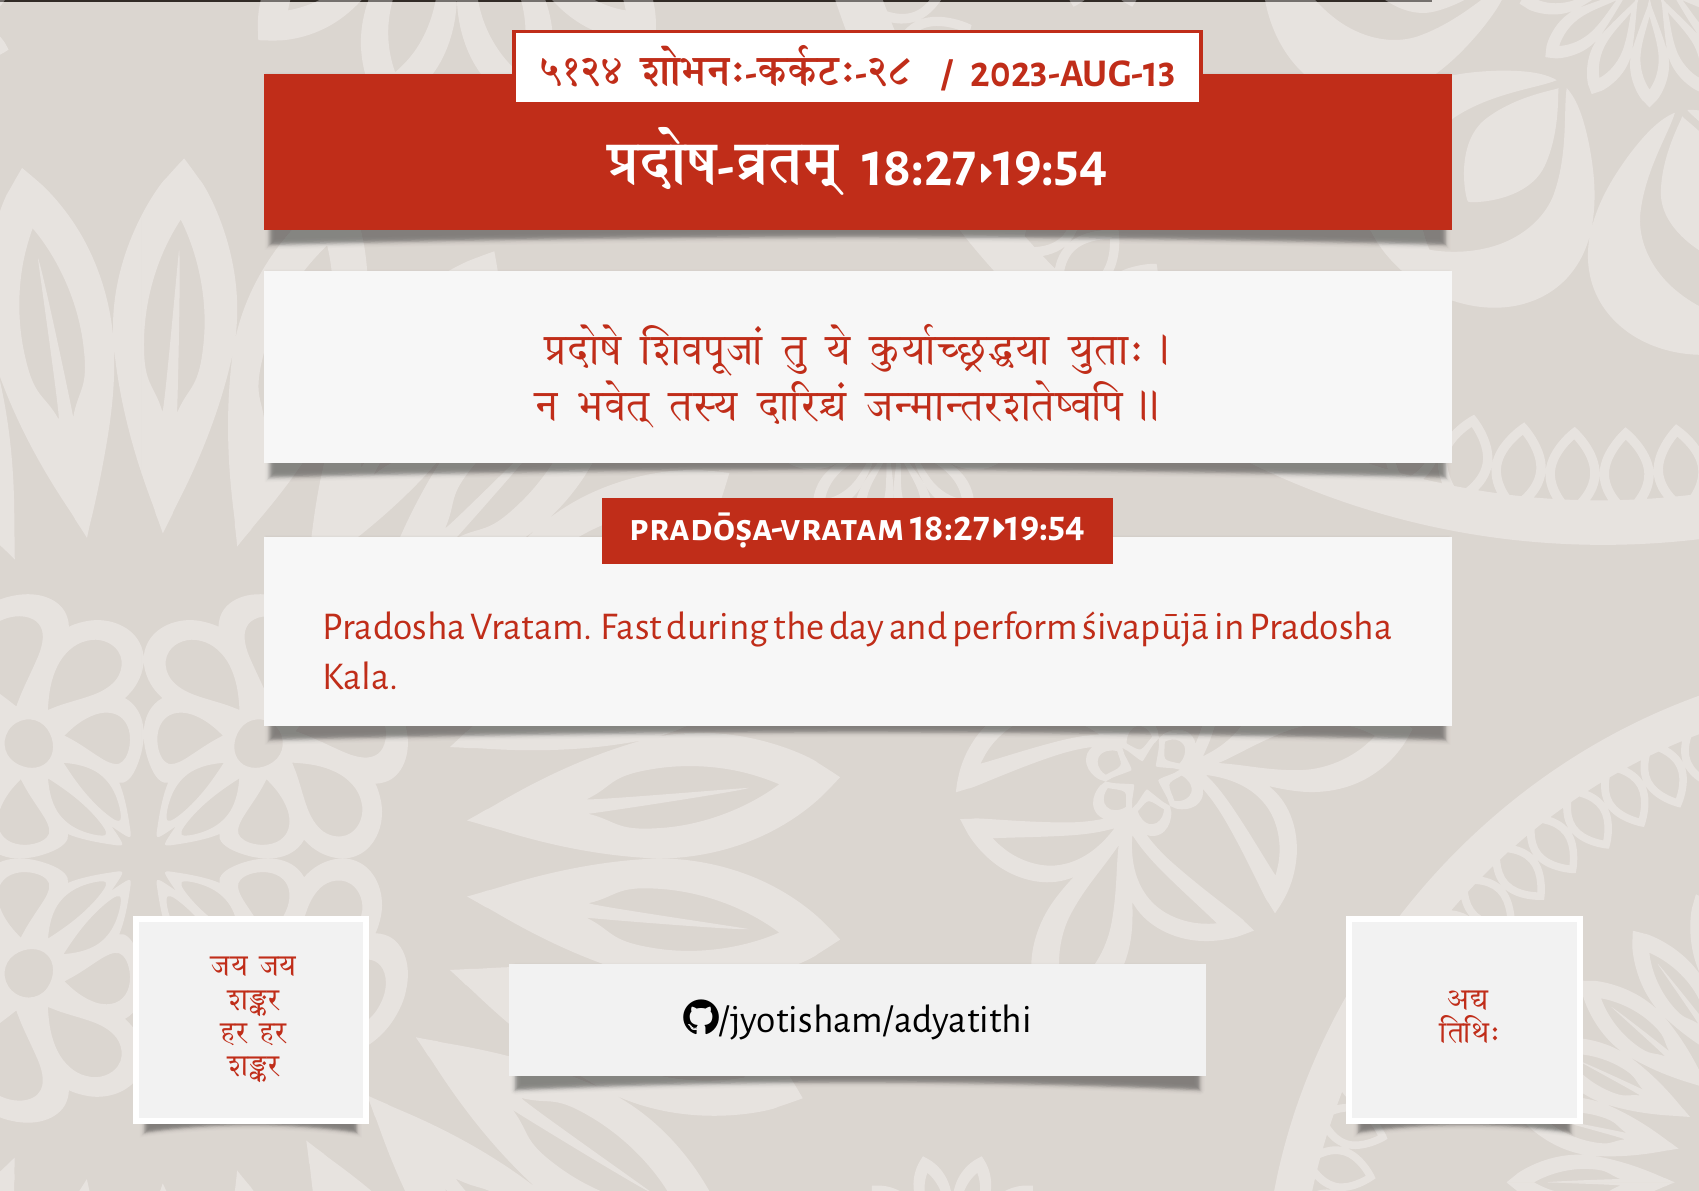 ५१२४ शोभनः-कर्कटः-२८ / 2023-AUG-13
प्रदोष-व्रतम् 18:27▸19:54
प्रदोषे शिवपूजां तु ये कुर्याच्छ्रद्धया युताः ।
न भवेत् तस्य दारिद्र्यं जन्मान्तरशतेष्वपि ॥
PRADŌṢA-VRATAM 18:27▸19:54
Pradosha Vratam. Fast during the day and perform śivapūjā in Pradosha
Kala.
जय जय
शङ्कर
हर हर
शङ्कर
/jyotisham/adyatithi
अद्य
तिथिः